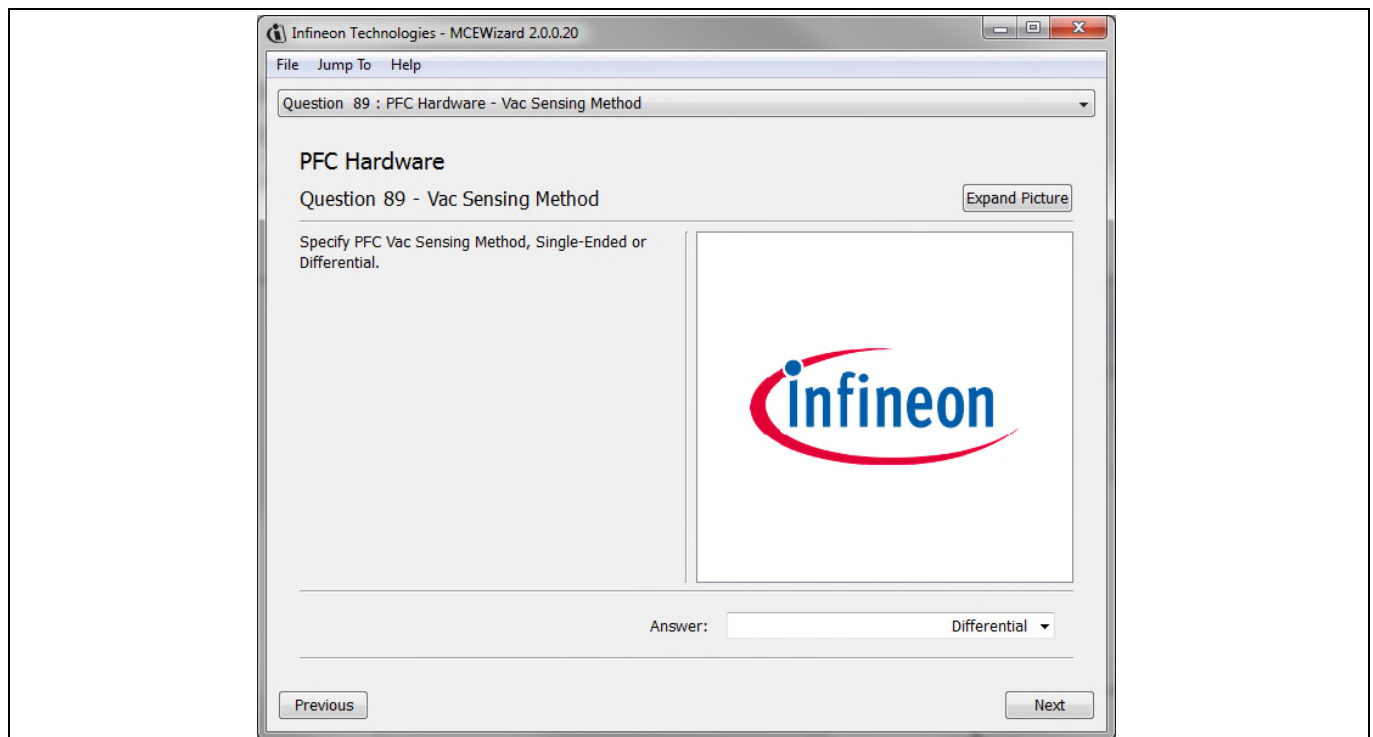 Infineon Technologies - MCEWizard 2.0.0.20
File Jump To Help
Question 89 : PFC Hardware - Vac Sensing Method
PFC Hardware
Question 89 - Vac Sensing Method
Expand Picture
Specify PFC Vac Sensing Method, Single-Ended or
Differential.
infineon
Answer: Differential
Previous Next